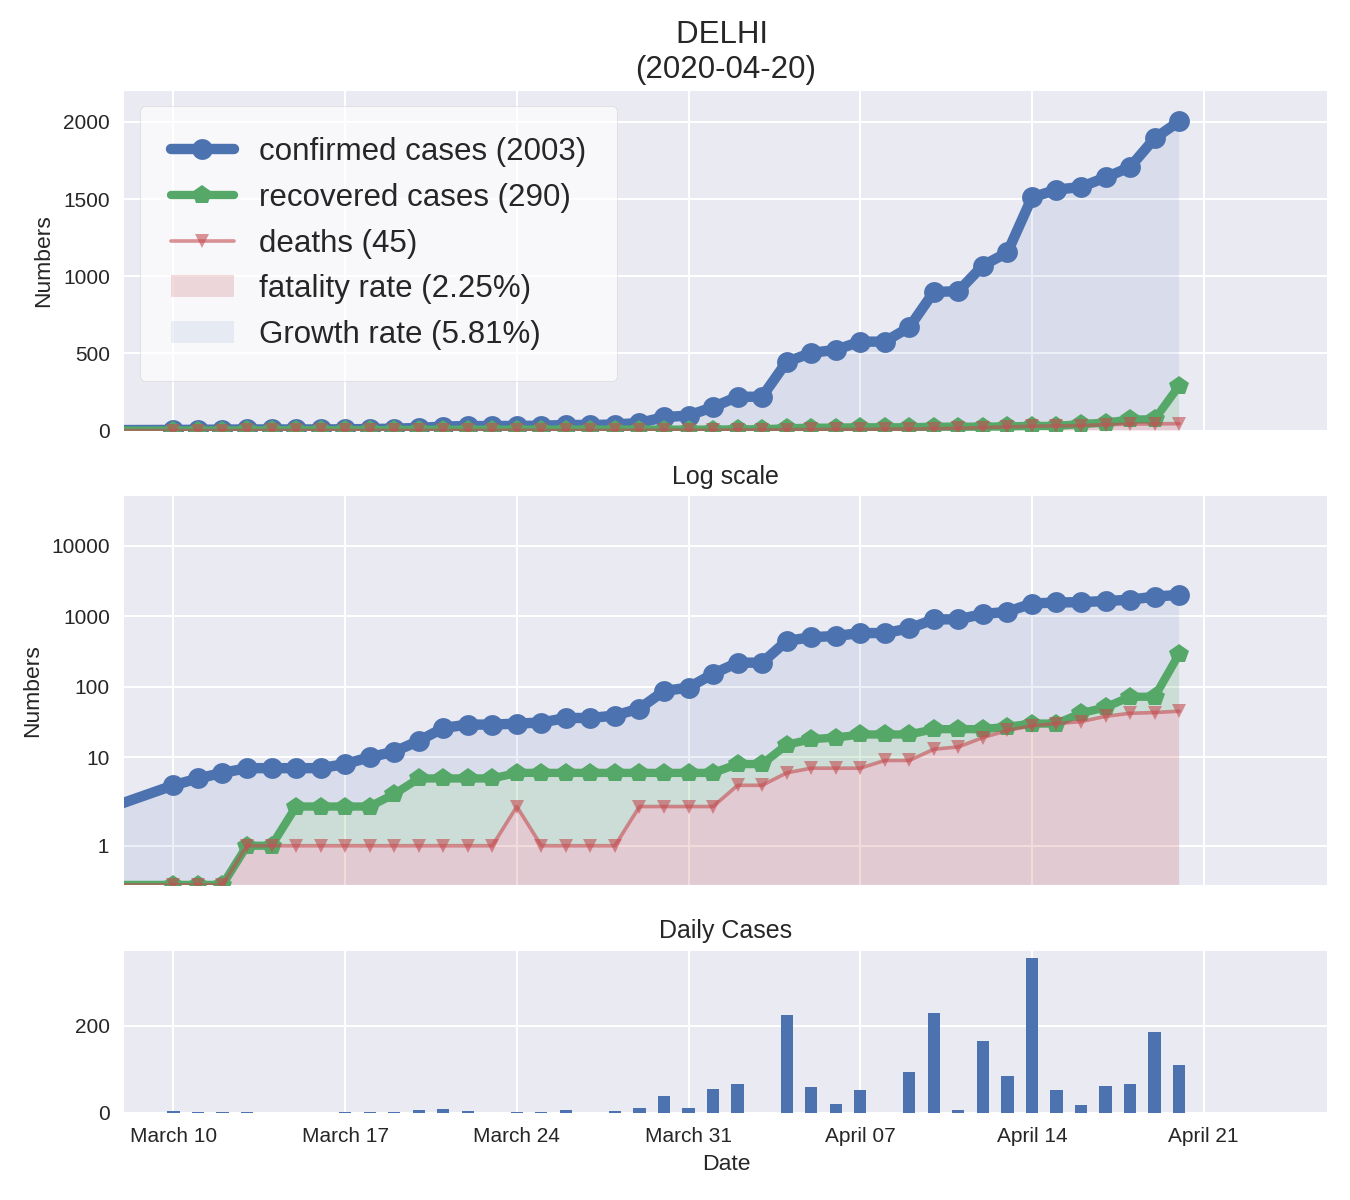 DELHI
(2020-04-20)
2000
1500
1000
500
0
Numbers
confirmed cases (2003)
recovered cases (290)
deaths (45)
fatality rate (2.25%)
Growth rate (5.81%)
Log scale
10000
1000
100
10
1
Numbers
Daily Cases
200
0
March 10 March 17 March 24 March 31 April 07 April 14 April 21
Date